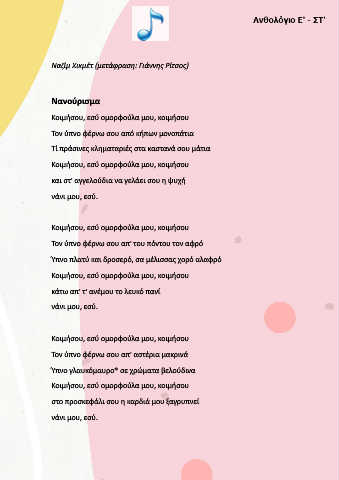 Ανθολόγιο Ε' - ΣΤ'
Ναζίμ Χικμέτ (μετάφραση: Γιάννης Ρίτσος)
Νανούρισμα
Κοιμήσου, εσύ ομορφούλα μου, κοιμήσου
Τον ύπνο φέρνω σου από κήπων μονοπάτια
Τί πράσινες κληματαριές στα καστανά σου μάτια
Κοιμήσου, εσύ ομορφούλα μου, κοιμήσου
και στ' αγγελούδια να γελάει σου η ψυχή
νάνι μου, εσύ.
Κοιμήσου, εσύ ομορφούλα μου, κοιμήσου
Τον ύπνο φέρνω σου απ' του πόντου τον αφρό
Ύπνο πλατύ και δροσερό, σα μέλισσας χορό αλαφρό
Κοιμήσου, εσύ ομορφούλα μου, κοιμήσου
κάτω απ' τ' ανέμου το λευκό πανί
νάνι μου, εσύ.
Κοιμήσου, εσύ ομορφούλα μου, κοιμήσου
Τον ύπνο φέρνω σου απ' αστέρια μακρινά
Ύπνο γλαυκόμαυρο* σε χρώματα βελούδινα
Κοιμήσου, εσύ ομορφούλα μου, κοιμήσου
στο προσκεφάλι σου η καρδιά μου ξαγρυπνεί
νάνι μου, εσύ.